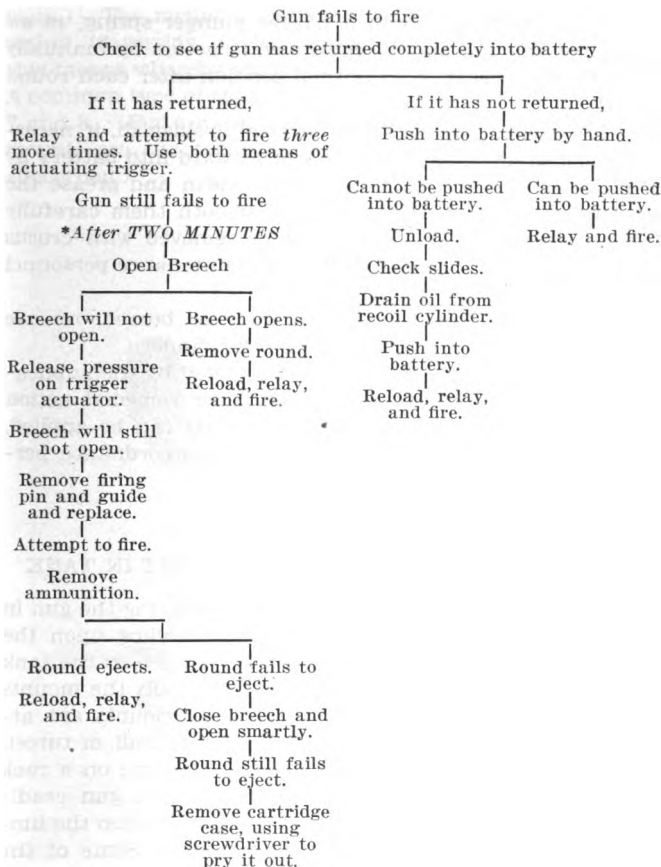 Gun fails to fire
Check to see if gun has returned completely into battery
If it has returned,
Relay and attempt to fire three
more times. Use both means of
actuating trigger.
Gun still fails to fire
*After TWO MINUTES
Open Breech
Breech will not
open.
Release pressure
on trigger
actuator.
Breech will still
not open.
Remove firing
pin and guide
and replace.
Attempt to fire.
Remove
ammunition.
Breech opens.
Remove round.
Reload, relay,
and fire.
Round ejects.
Reload, relay,
and fire.
Round fails to
eject.
Close breech and
open smartly.
Round still fails
to eject.
Remove cartridge
case, using
screwdriver to
pry it out.
If it has not returned,
Push into battery by hand.
Cannot be pushed
into battery.
Unload.
Check slides.
Drain oil from
recoil cylinder.
Push into
battery.
Reload, relay,
and fire.
Can be pushed
into battery.
Relay and fire.